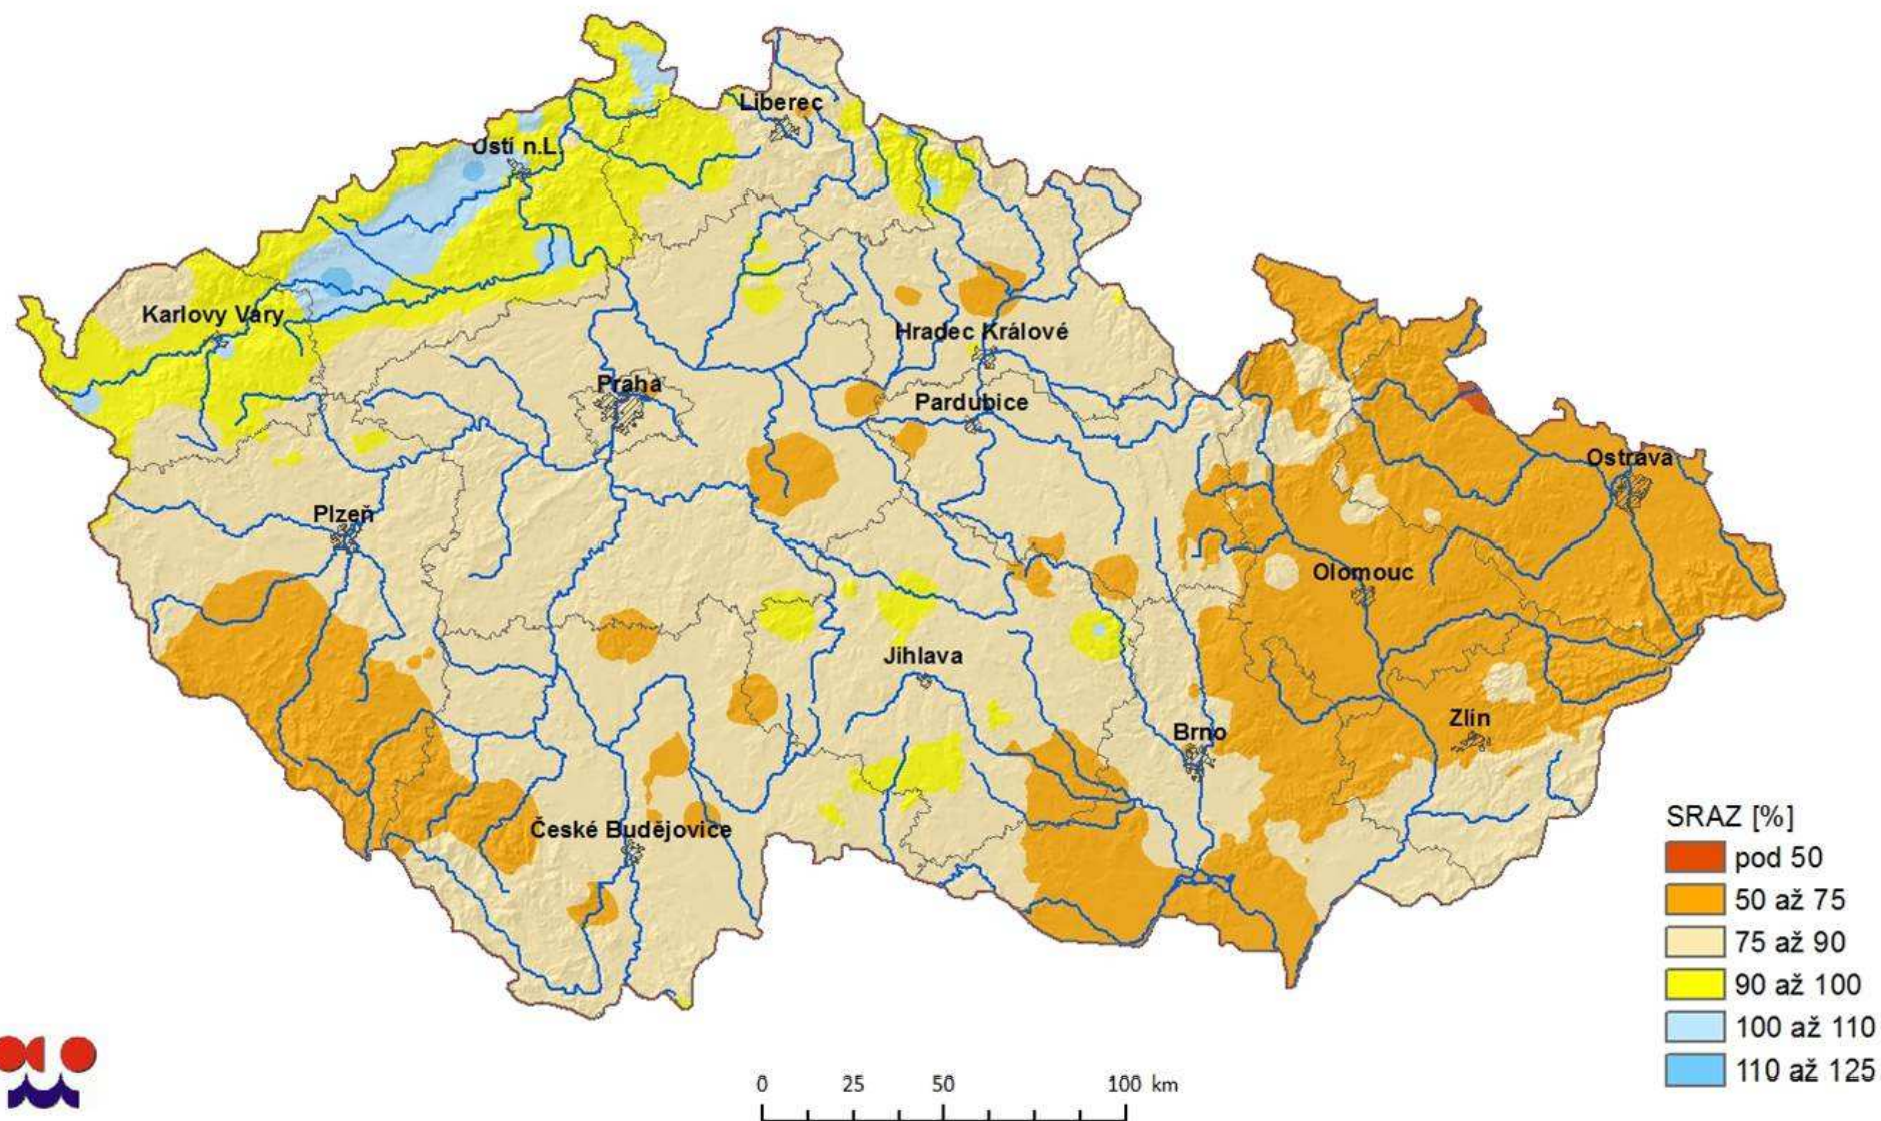 Liberec
Ústí n.L.
Karlovy Vary
Hradec Králové
Praha
Pardubice
Ostrava
Plzeň
Olomouc
Jihlava
Zlín
Brno
České Budějovice
SRAZ [%]
pod 50
50 až 75
75 až 90
90 až 100
100 až 110
110 až 125
0 25 50 100 km